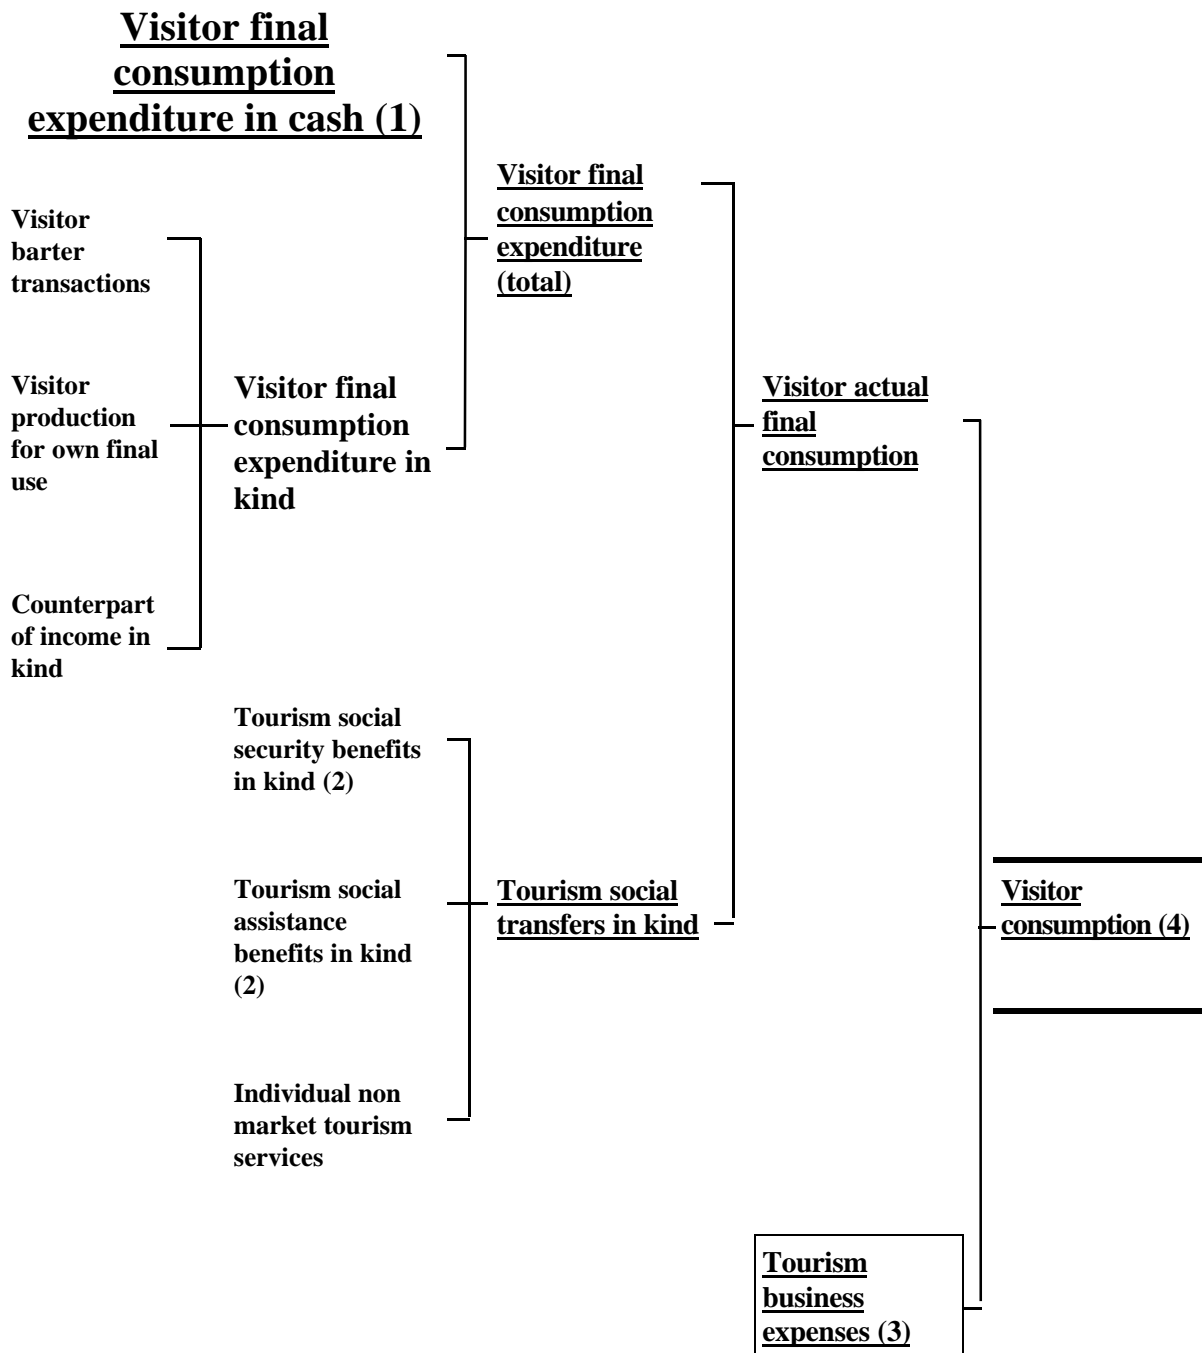 Visitor final
consumption
expenditure in cash (1)
Visitor
barter
transactions
Visitor
production
for own final
use
Counterpart
of income in
kind
Visitor final
consumption
expenditure in
kind
Tourism social
security benefits
in kind (2)
Tourism social
assistance
benefits in kind
(2)
Individual non
market tourism
services
Visitor final
consumption
expenditure
(total)
Tourism social
transfers in kind
Visitor actual
final
consumption
Tourism
business
expenses (3)
Visitor
consumption (4)